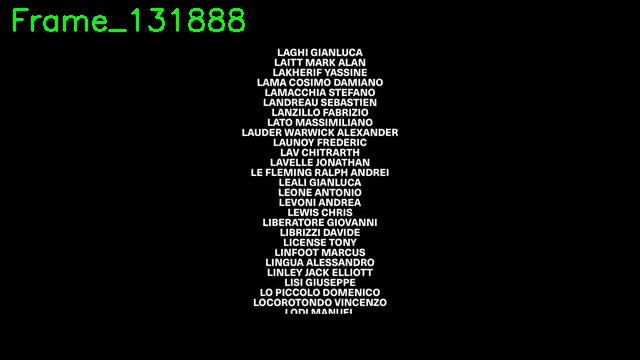 Frame_131888
LAGHI GIANLUCA
LAITT MARK ALAN
LAKHERIF YASSINE
LAMA COSIMO DAMIANO
LAMACCHIA STEFANO
LANDREAU SEBASTIEN
LANZILLO FABRIZIO
LATO MASSIMILIANO
LAUDER WARWICK ALEXANDER
LAUNOY FREDERIC
LAV CHITRARTH
LAVELLE JONATHAN
LE FLEMING RALPH ANDREI
LEALI GIANLUCA
LEONE ANTONIO
LEVONI ANDREA
LEWIS CHRIS
LIBERATORE GIOVANNI
LIBRIZZI DAVIDE
LICENSE TONY
LINFOOT MARCUS
LINGUA ALESSANDRO
LINLEY JACK ELLIOTT
LISI GIUSEPPE
LO PICCOLO DOMENICO
LOCOROTONDO VINCENZO
LODI MANUEL